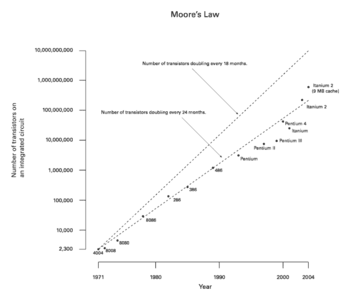 Moore's Law
10,000,000,000
Number of transistors doubling every 18 months.
1,000,000,000
Itanium 2
(9 MB cache)
Itanium 2
100,000,000
Number of transistors doubling every 24 months.
Pentium 4
Itanium
10,000,000
Pentium III
Pentium II
Pentium
1,000,000
486
386
286
100,000
8086
10,000
8080
2,300
4004
8008
Number of transistors on
an integrated circuit
1971
1980
1990
2000
2004
Year